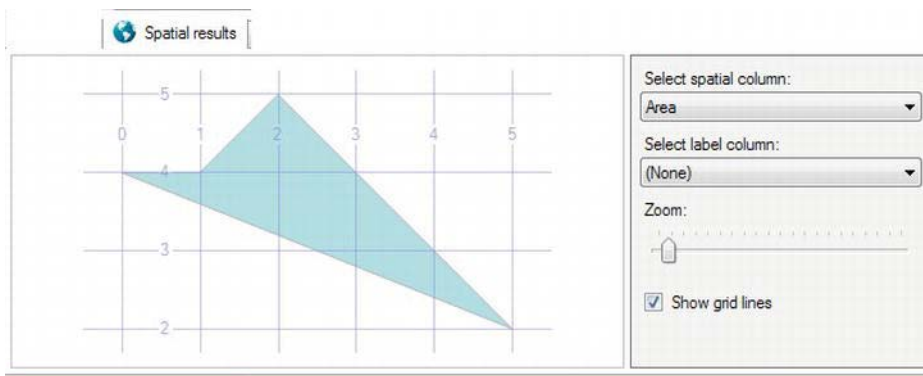 Spatial results
5
0 1 2 3 4 5
4
3
2
Select spatial column:
Area
Select label column:
(None)
Zoom:
Show grid lines